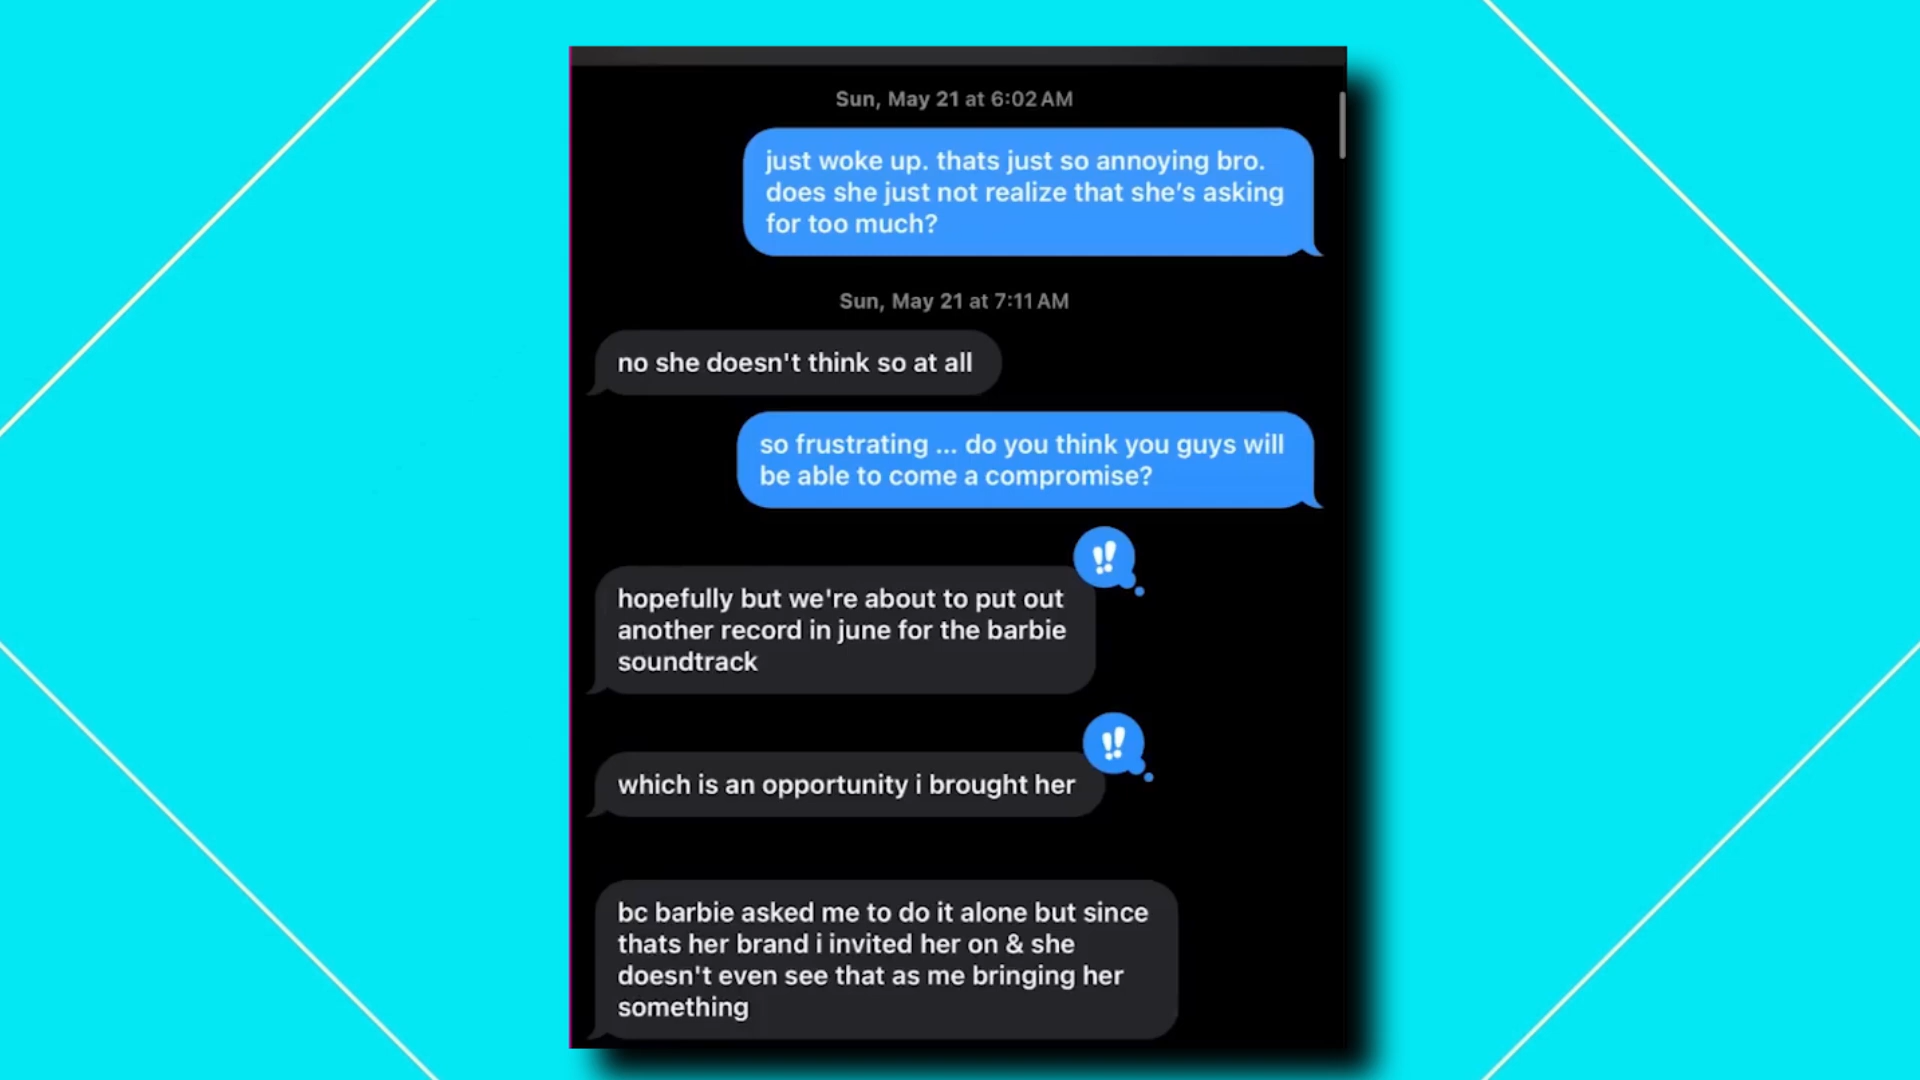 Sun, May 21 at 6:02 AM
just woke up. thats just so annoying bro.
does she just not realize that she's asking
for too much?
Sun, May 21 at 7:11 AM
no she doesn't think so at all
so frustrating ... do you think you guys will
be able to come a compromise?
!!
hopefully but we're about to put out
another record in june for the barbie
soundtrack
!!
which is an opportunity i brought her
bc barbie asked me to do it alone but since
thats her brand i invited her on & she
doesn't even see that as me bringing her
something